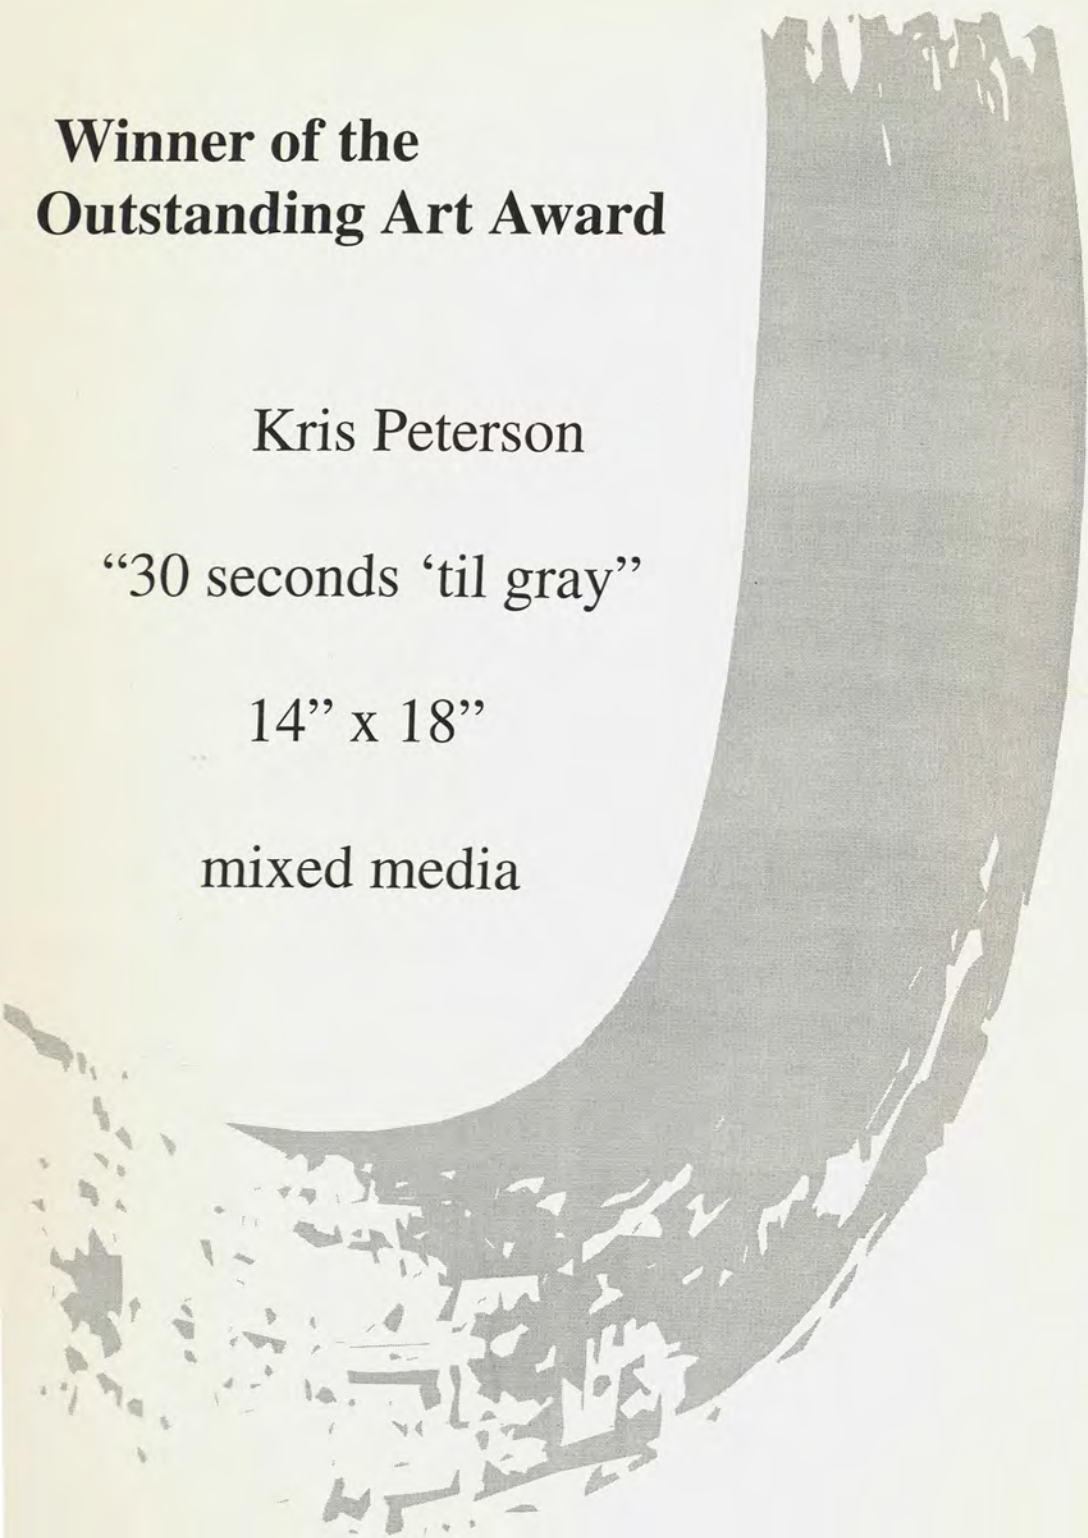 Winner of the
Outstanding Art Award
Kris Peterson
“30 seconds ‘til gray”
14” x 18”
mixed media